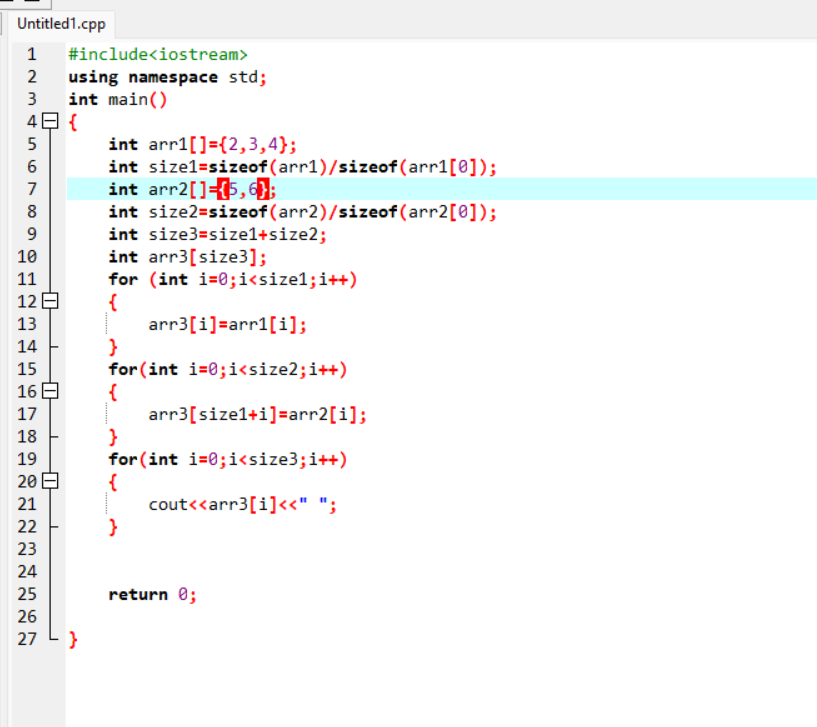 Untitled1.cpp
1 #include<iostream>
2 using namespace std;
3 int main()
4 {
5     int arr1[]={2,3,4};
6     int size1=sizeof(arr1)/sizeof(arr1[0]);
7     int arr2[]={5,6};
8     int size2=sizeof(arr2)/sizeof(arr2[0]);
9     int size3=size1+size2;
10     int arr3[size3];
11     for (int i=0;i<size1;i++)
12     {
13         arr3[i]=arr1[i];
14     }
15     for(int i=0;i<size2;i++)
16     {
17         arr3[size1+i]=arr2[i];
18     }
19     for(int i=0;i<size3;i++)
20     {
21         cout<<arr3[i]<<" ";
22     }
23
24
25     return 0;
26
27 }